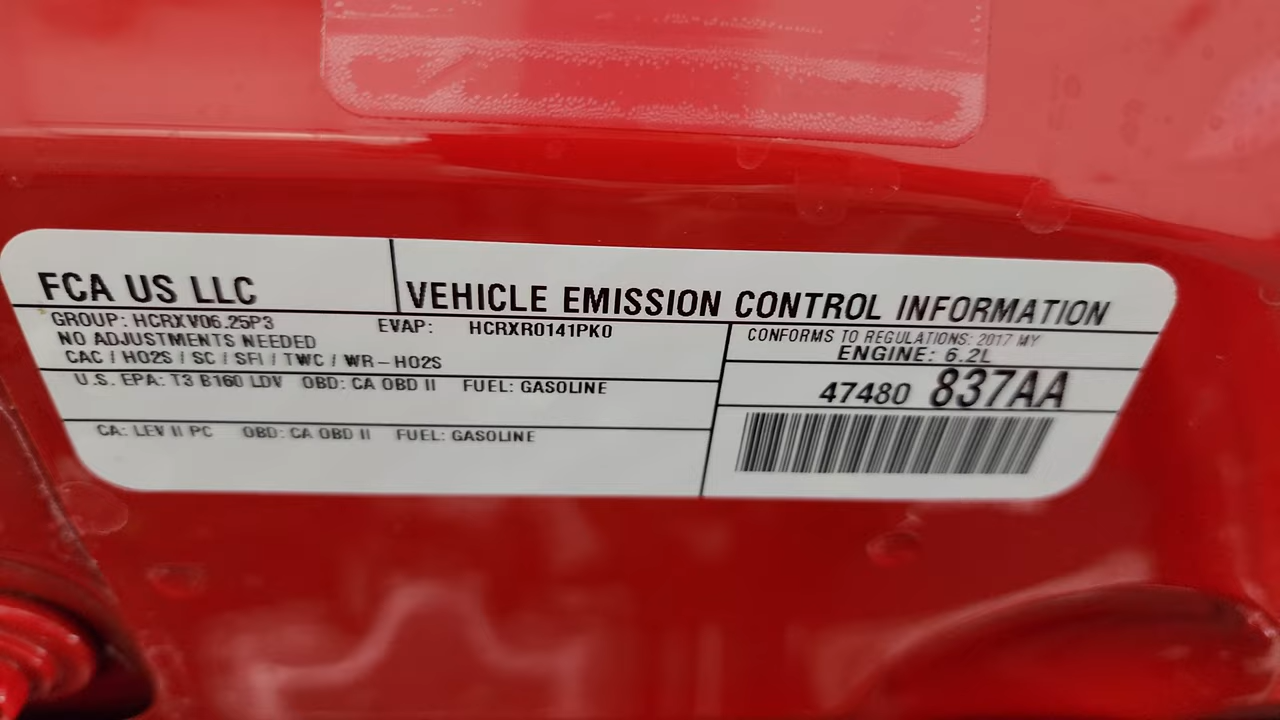 FCA US LLC
VEHICLE EMISSION CONTROL INFORMATION
GROUP: HCRXV06.25P3 EVAP: HCRXR0141PK0
NO ADJUSTMENTS NEEDED
CAC / HO2S / SC / SFI / TWC / WR-HO2S
CONFORMS TO REGULATIONS: 2017 MY
ENGINE: 6.2L
U.S. EPA: T3 B160 LDV OBD: CA OBD II FUEL: GASOLINE
47480 837AA
CA: LEV II PC OBD: CA OBD II FUEL: GASOLINE